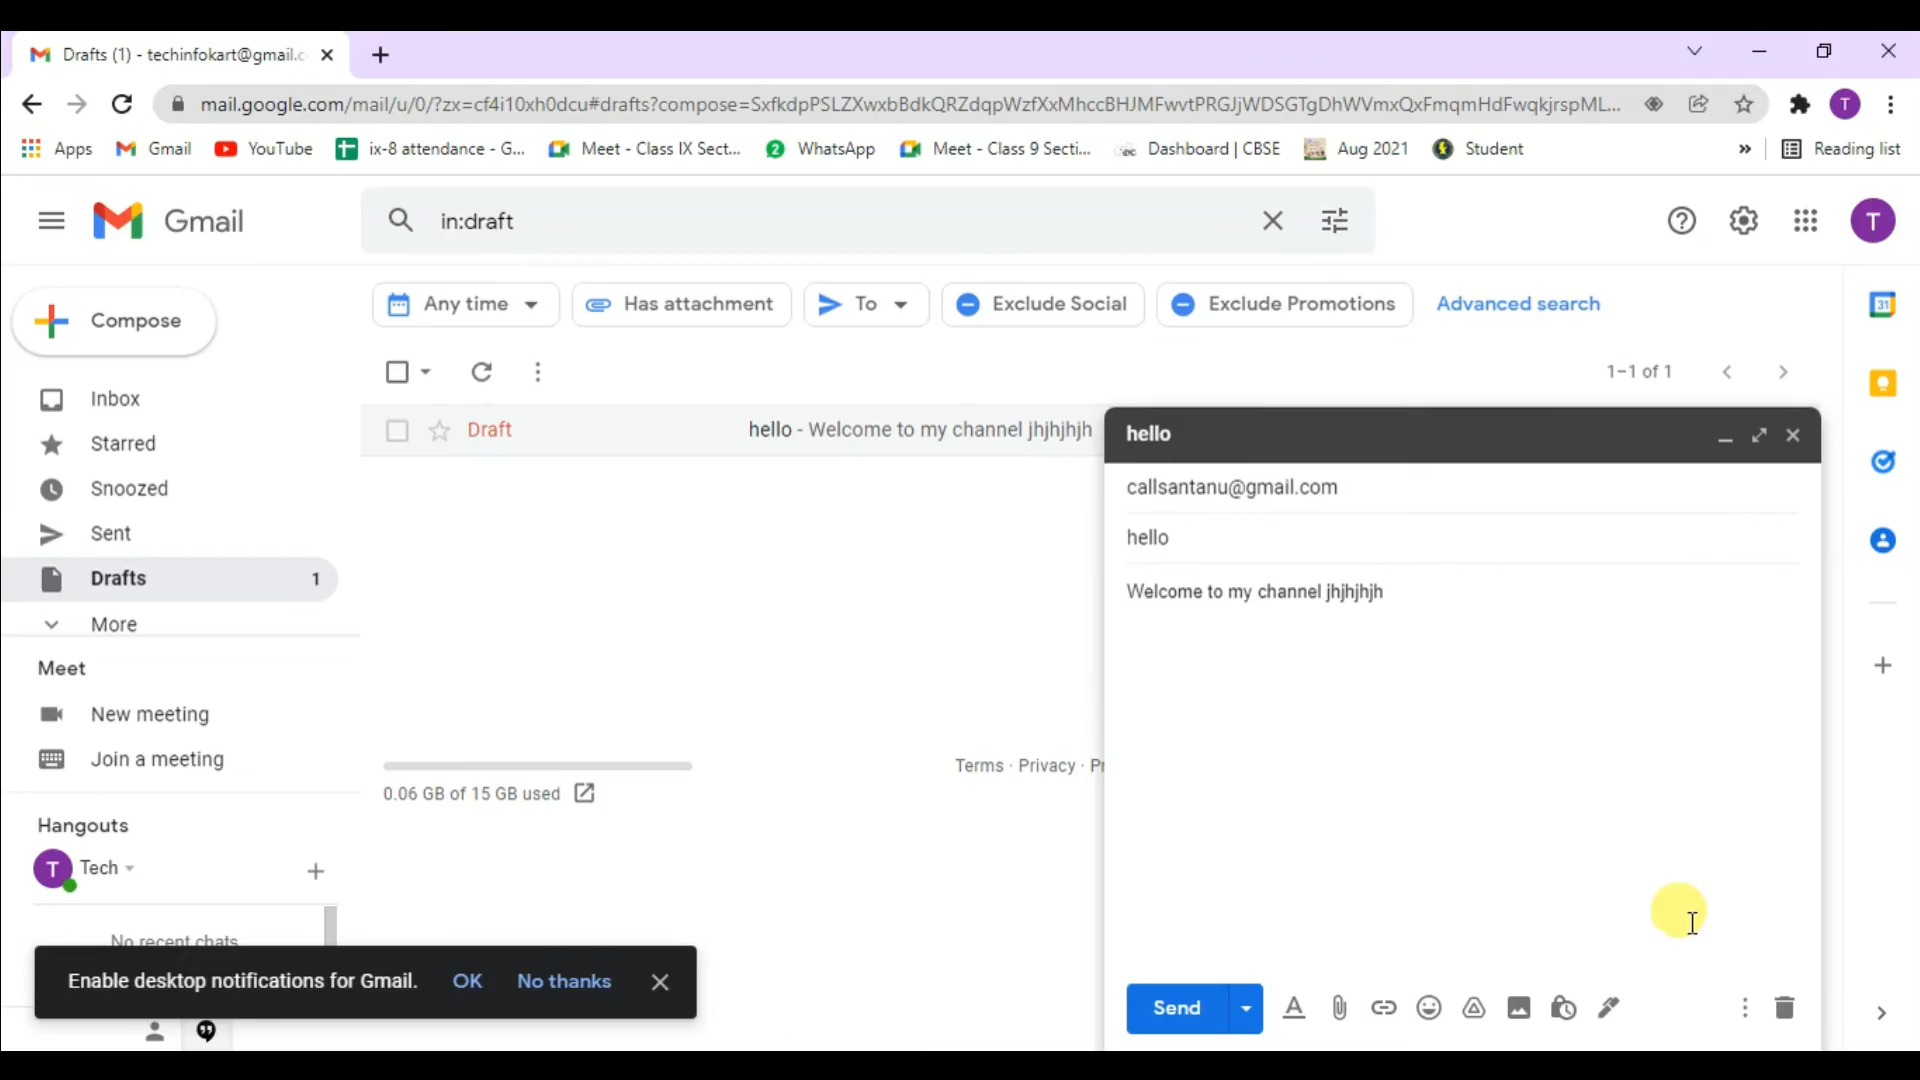 Drafts (1) - techinfokart@gmail.c
mail.google.com/mail/u/0/?zx=cf4i10xh0dcu#drafts?compose=SxfkdpPSLZXwxbBdkQRZdqpWzfXxMhccBHJMFwvtPRGJjWDSGTgDhWVmxQxFmqmHdFwqkjrspML...
T
Apps Gmail YouTube ix-8 attendance - G... Meet - Class IX Sect... 2 WhatsApp Meet - Class 9 Secti... Dashboard | CBSE Aug 2021 Student » Reading list
Gmail
in:draft
T
Compose
Any time
Has attachment
To
Exclude Social
Exclude Promotions
Advanced search
31
1–1 of 1
Inbox
Starred
Snoozed
Sent
Drafts 1
More
Draft hello - Welcome to my channel jhjhjhjh
hello
callsantanu@gmail.com
hello
Welcome to my channel jhjhjhjh
Meet
New meeting
Join a meeting
0.06 GB of 15 GB used
Terms · Privacy · Pr
Hangouts
T Tech
No recent chats
Enable desktop notifications for Gmail. OK No thanks
Send